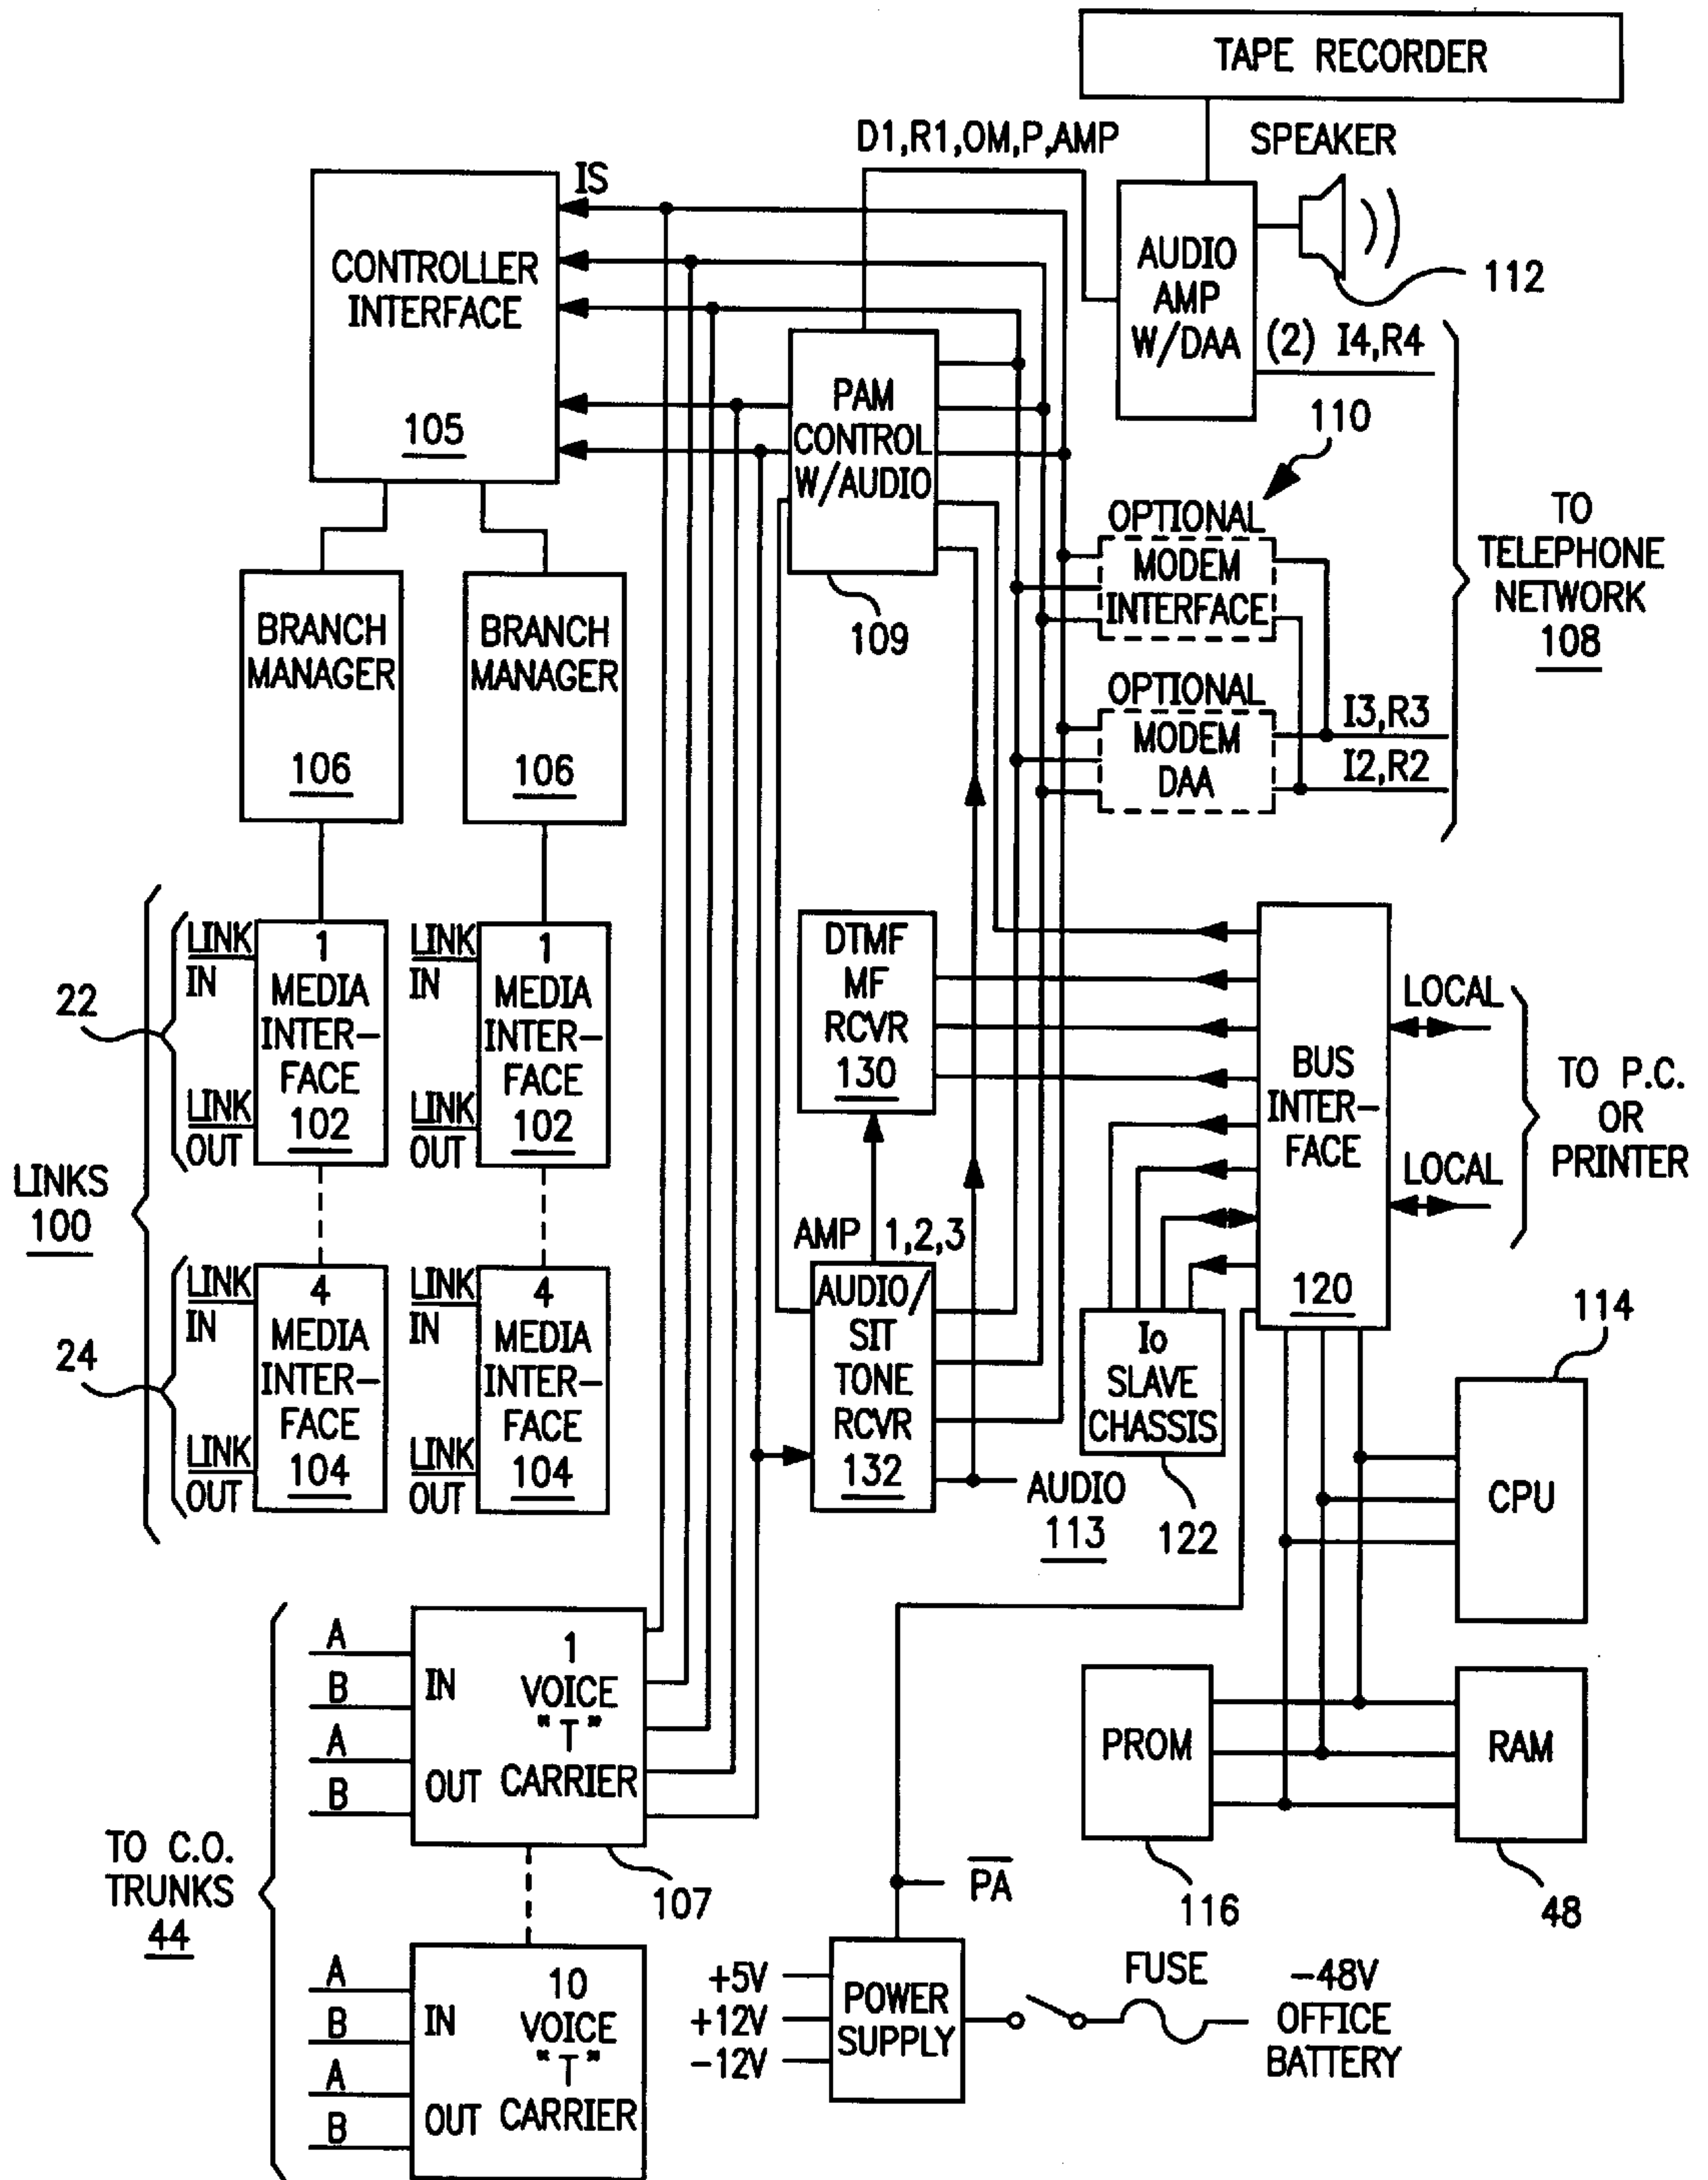 TAPE RECORDER
D1,R1,OM,P,AMP
SPEAKER
IS
CONTROLLER
INTERFACE
105
AUDIO
AMP
W/DAA
112
(2) I4,R4
PAM
CONTROL
W/AUDIO
109
110
OPTIONAL
MODEM
INTERFACE
OPTIONAL
MODEM
DAA
I3,R3
I2,R2
TO
TELEPHONE
NETWORK
108
BRANCH
MANAGER
106
BRANCH
MANAGER
106
LINKS
100
22
LINK
IN
1
MEDIA
INTER-
FACE
102
LINK
OUT
LINK
IN
1
MEDIA
INTER-
FACE
102
LINK
OUT
24
LINK
IN
4
MEDIA
INTER-
FACE
104
LINK
OUT
LINK
IN
4
MEDIA
INTER-
FACE
104
LINK
OUT
DTMF
MF
RCVR
130
AMP 1,2,3
AUDIO/
SIT
TONE
RCVR
132
AUDIO
113
BUS
INTER-
FACE
120
LOCAL
LOCAL
TO P.C.
OR
PRINTER
Io
SLAVE
CHASSIS
122
114
CPU
PROM
116
RAM
48
TO C.O.
TRUNKS
44
A
B
A
B
IN
OUT
1
VOICE
"T"
CARRIER
107
A
B
A
B
IN
OUT
10
VOICE
"T"
CARRIER
PA
+5V
+12V
-12V
POWER
SUPPLY
FUSE
-48V
OFFICE
BATTERY